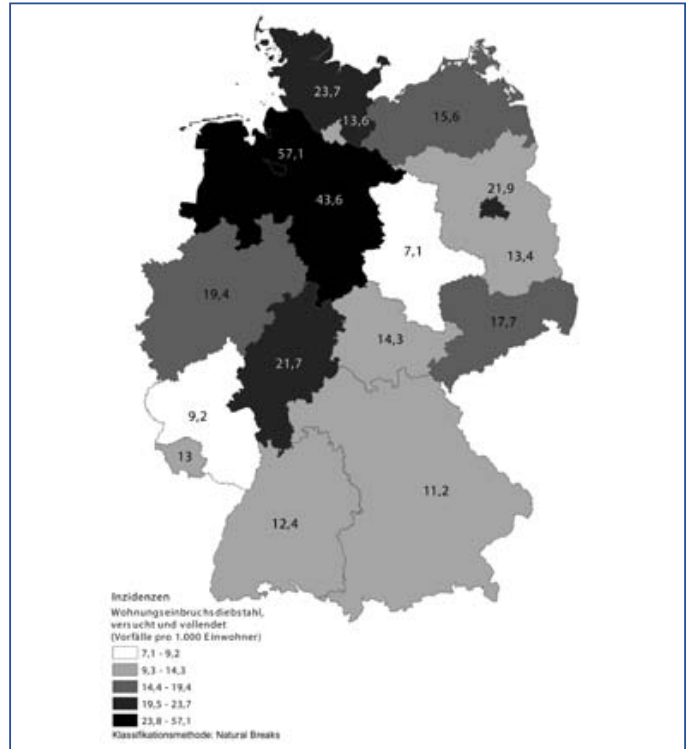 23,7
13,6
15,6
57,1
43,6
21,9
7,1
13,4
19,4
17,7
14,3
21,7
9,2
13
11,2
12,4
Inzidenzen
Wohnungseinbruchsdiebstahl,
versucht und vollendet
(Vorfälle pro 1.000 Einwohner)
7,1 - 9,2
9,3 - 14,3
14,4 - 19,4
19,5 - 23,7
23,8 - 57,1
Klassifikationsmethode: Natural Breaks